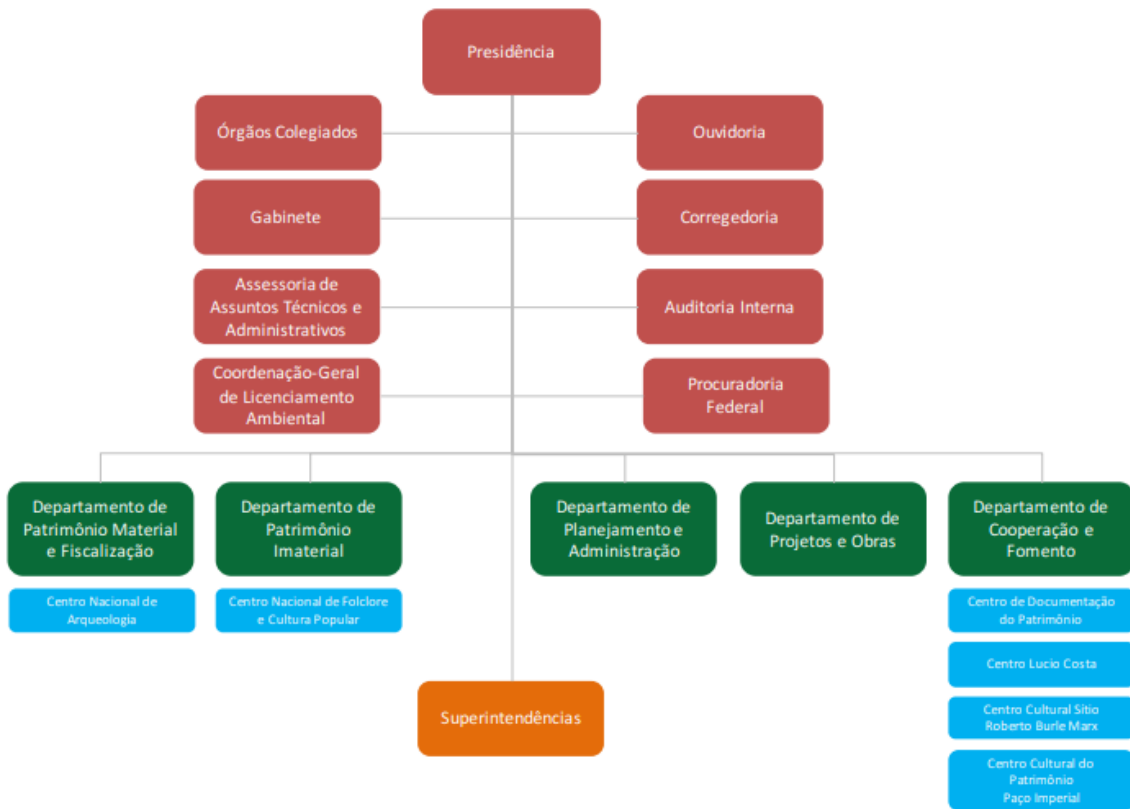 Presidência
Órgãos Colegiados
Ouvidoria
Gabinete
Corregedoria
Assessoria de
Assuntos Técnicos e
Administrativos
Auditoria Interna
Coordenação-Geral
de Licenciamento
Ambiental
Procuradoria
Federal
Departamento de
Patrimônio Material
e Fiscalização
Departamento de
Patrimônio
Imaterial
Departamento de
Planejamento e
Administração
Departamento de
Projetos e Obras
Departamento de
Cooperação e
Fomento
Centro Nacional de
Arqueologia
Centro Nacional de Folclore
e Cultura Popular
Centro de Documentação
do Patrimônio
Centro Lucio Costa
Centro Cultural Sítio
Roberto Burle Marx
Centro Cultural do
Patrimônio
Paço Imperial
Superintendências